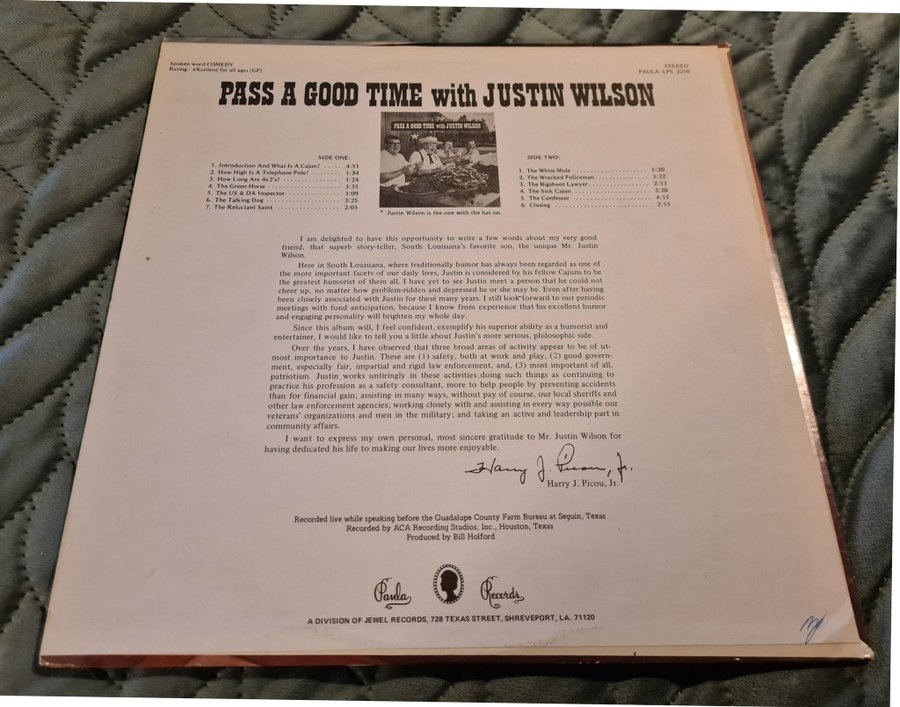 Spoken word COMEDY
Rating: eXcellent for all ages (GP)
STEREO
PAULA LPS 2210
PASS A GOOD TIME with JUSTIN WILSON
PASS A GOOD TIME with JUSTIN WILSON
SIDE ONE:
1. Introduction And What Is A Cajun? ..... 4:51
2. How High Is A Telephone Pole? ........ 1:34
3. How Long Are 4x2's? ................. 1:24
4. The Green Horse .................... 3:35
5. The US & DA Inspector .............. 3:09
6. The Talking Dog .................... 3:25
7. The Reluctant Saint ................. 2:05
* Justin Wilson is the one with the hat on.
SIDE TWO:
1. The White Mule .................... 5:20
2. The Wrecked Policeman .............. 3:32
3. The Bigshoot Lawyer ................ 2:13
4. The Sick Cajun ..................... 2:28
5. The Confessor ...................... 4:15
6. Closing ........................... 2:15
I am delighted to have this opportunity to write a few words about my very good
friend, that superb story-teller, South Louisiana's favorite son, the unique Mr. Justin
Wilson.
Here in South Louisiana, where traditionally humor has always been regarded as one of
the more important facets of our daily lives, Justin is considered by his fellow Cajuns to be
the greatest humorist of them all. I have yet to see Justin meet a person that he could not
cheer up, no matter how problem-ridden and depressed he or she may be. Even after having
been closely associated with Justin for these many years. I still look forward to our periodic
meetings with fond anticipation, because I know from experience that his excellent humor
and engaging personality will brighten my whole day.
Since this album will, I feel confident, exemplify his superior ability as a humorist and
entertainer, I would like to tell you a little about Justin's more serious, philosophic side.
Over the years, I have observed that three broad areas of activity appear to be of ut-
most importance to Justin. These are (1) safety, both at work and play, (2) good govern-
ment, especially fair, impartial and rigid law enforcement, and, (3) most important of all,
patriotism. Justin works untiringly in these activities doing such things as continuing to
practice his profession as a safety consultant, more to help people by preventing accidents
than for financial gain; assisting in many ways, without pay of course, our local sheriffs and
other law enforcement agencies; working closely with and assisting in every way possible our
veterans' organizations and men in the military; and taking an active and leadership part in
community affairs.
I want to express my own personal, most sincere gratitude to Mr. Justin Wilson for
having dedicated his life to making our lives more enjoyable.
Harry J. Picou, Jr.
Harry J. Picou, Jr.
Recorded live while speaking before the Guadalupe County Farm Bureau at Seguin, Texas
Recorded by ACA Recording Studios, Inc., Houston, Texas
Produced by Bill Holford
Paula Records
A DIVISION OF JEWEL RECORDS, 728 TEXAS STREET, SHREVEPORT, LA. 71120